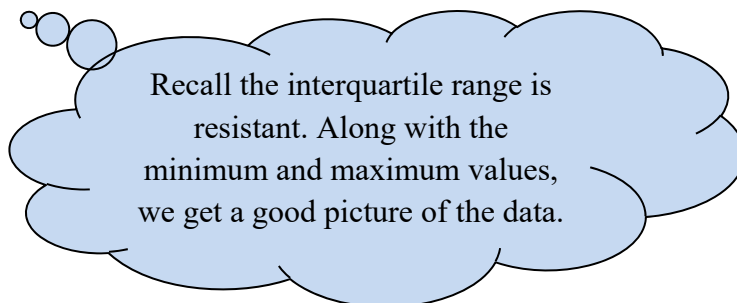 Recall the interquartile range is
resistant. Along with the
minimum and maximum values,
we get a good picture of the data.